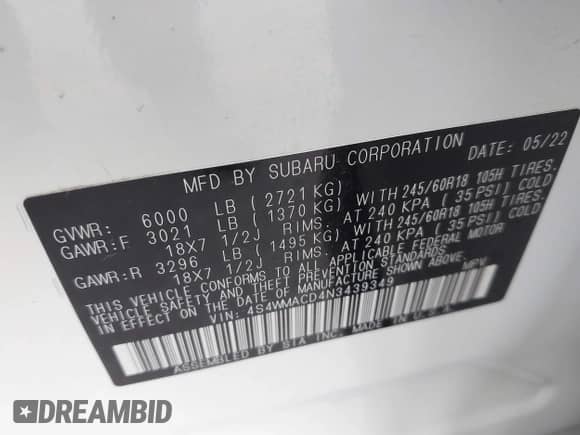 MFD BY SUBARU CORPORATION DATE: 05/22
GVWR: 6000 LB (2721 KG)
GAWR:F 3021 LB (1370 KG) WITH 245/60R18 105H TIRES.
18X7 1/2J RIMS. AT 240 KPA (35 PSI) COLD
GAWR:R 3296 LB (1495 KG) WITH 245/60R18 105H TIRES.
18X7 1/2J RIMS. AT 240 KPA (35 PSI) COLD
THIS VEHICLE CONFORMS TO ALL APPLICABLE FEDERAL MOTOR
VEHICLE SAFETY AND THEFT PREVENTION STANDARDS
IN EFFECT ON THE DATE OF MANUFACTURE SHOWN ABOVE.
VIN: 4S4WMACD4N3439349 MPV
ASSEMBLED BY SIA INC. MADE IN U.S.A.
DREAMBID